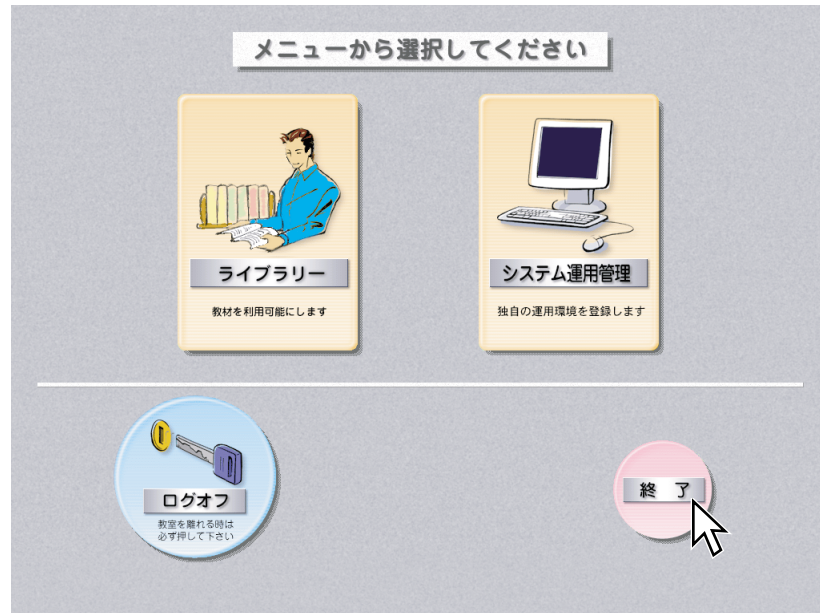 メニューから選択してください
ライブラリー
教材を利用可能にします
システム運用管理
独自の運用環境を登録します
ログオフ
教室を離れる時は
必ず押して下さい
終 了